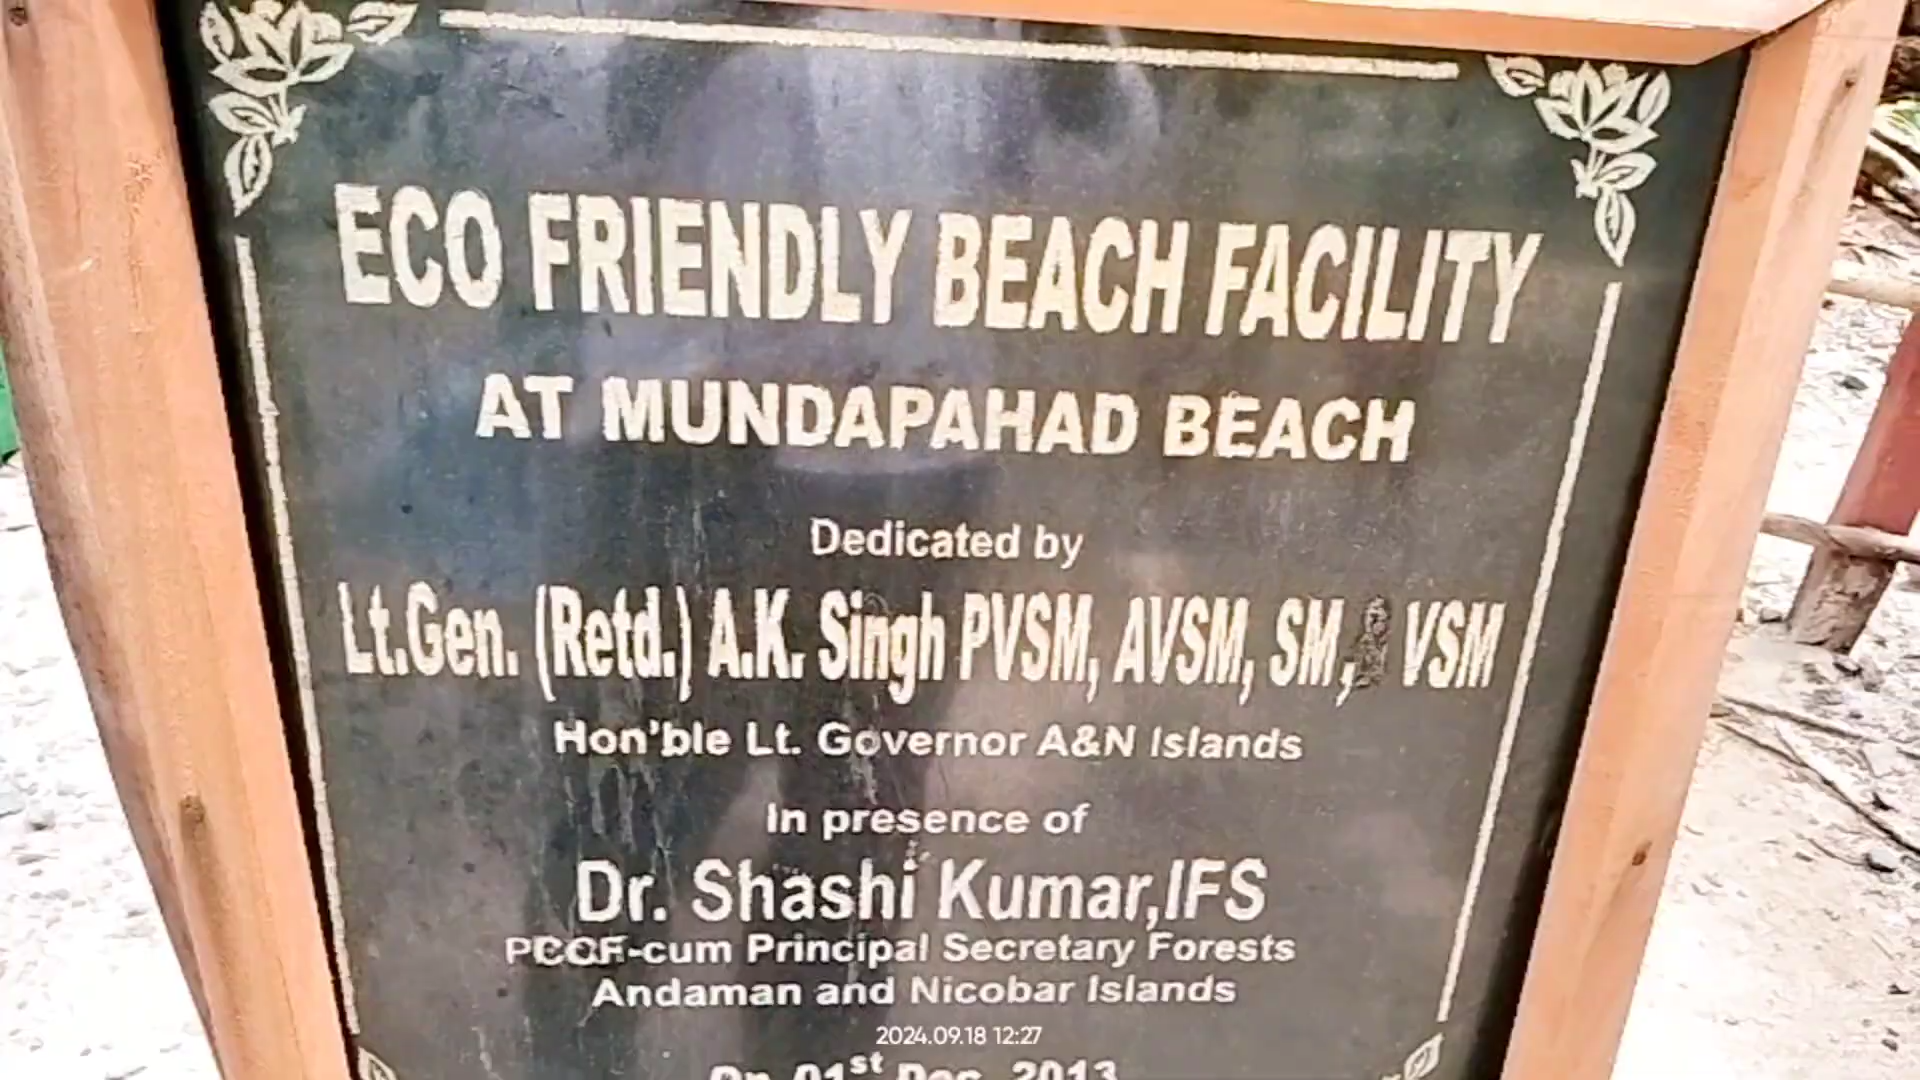 ECO FRIENDLY BEACH FACILITY
AT MUNDAPAHAD BEACH
Dedicated by
Lt.Gen. (Retd.) A.K. Singh PVSM, AVSM, SM, VSM
Hon'ble Lt. Governor A&N Islands
In presence of
Dr. Shashi Kumar,IFS
PCCF-cum Principal Secretary Forests
Andaman and Nicobar Islands
2024.09.18 12:27
On 01st Dec. 2013